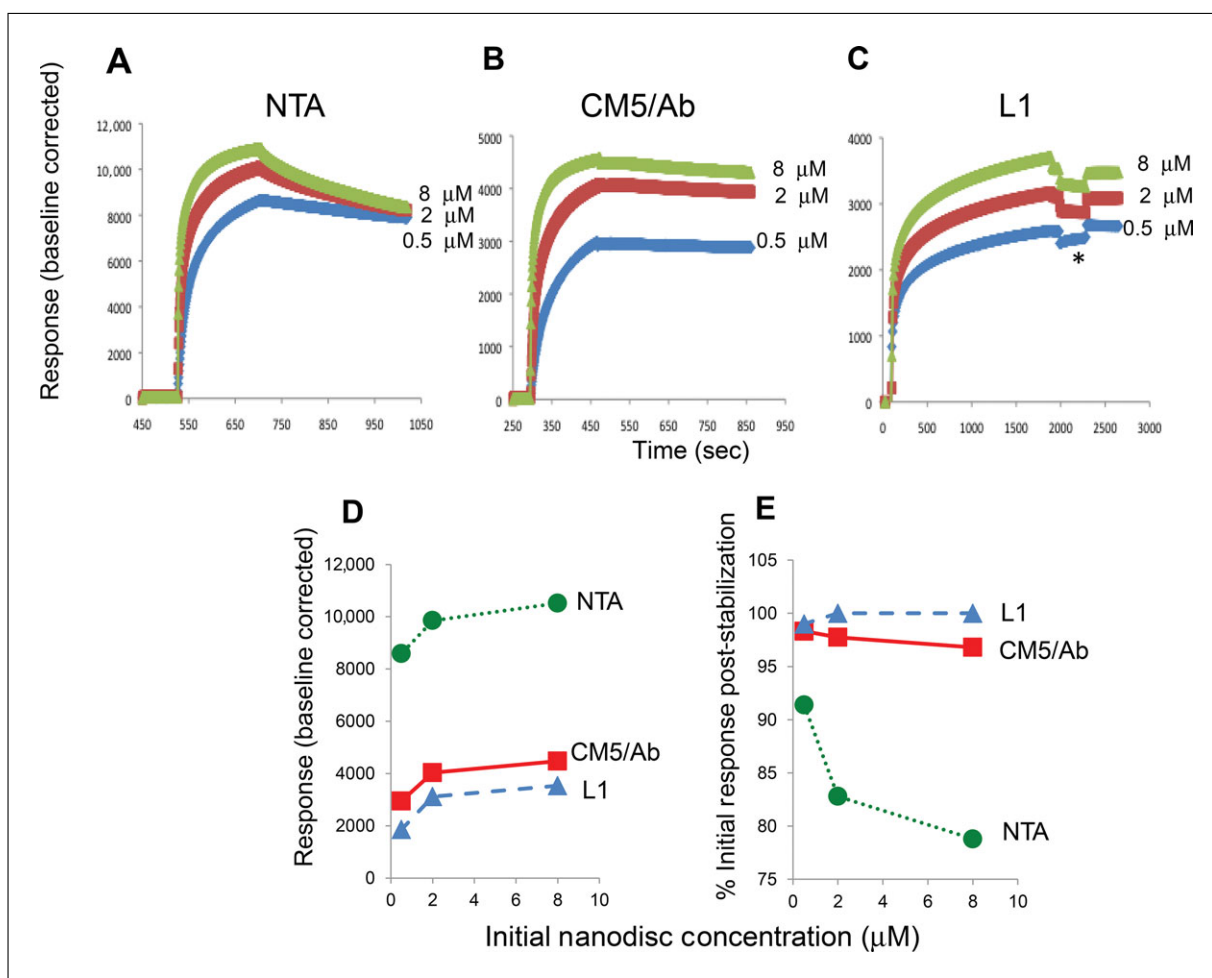 A
B
C
NTA
CM5/Ab
L1
Response (baseline corrected)
12,000
10,000
8000
6000
4000
2000
0
450 550 650 750 850 950 1050
8 μM
2 μM
0.5 μM
5000
4000
3000
2000
1000
0
250 350 450 550 650 750 850 950
8 μM
2 μM
0.5 μM
4000
3000
2000
1000
0
0 500 1000 1500 2000 2500 3000
8 μM
2 μM
0.5 μM
*
Time (sec)
D
E
Response (baseline corrected)
12,000
10,000
8000
6000
4000
2000
0
0 2 4 6 8 10
NTA
CM5/Ab
L1
% Initial response post-stabilization
105
100
95
90
85
80
75
0 2 4 6 8 10
L1
CM5/Ab
NTA
Initial nanodisc concentration (μM)